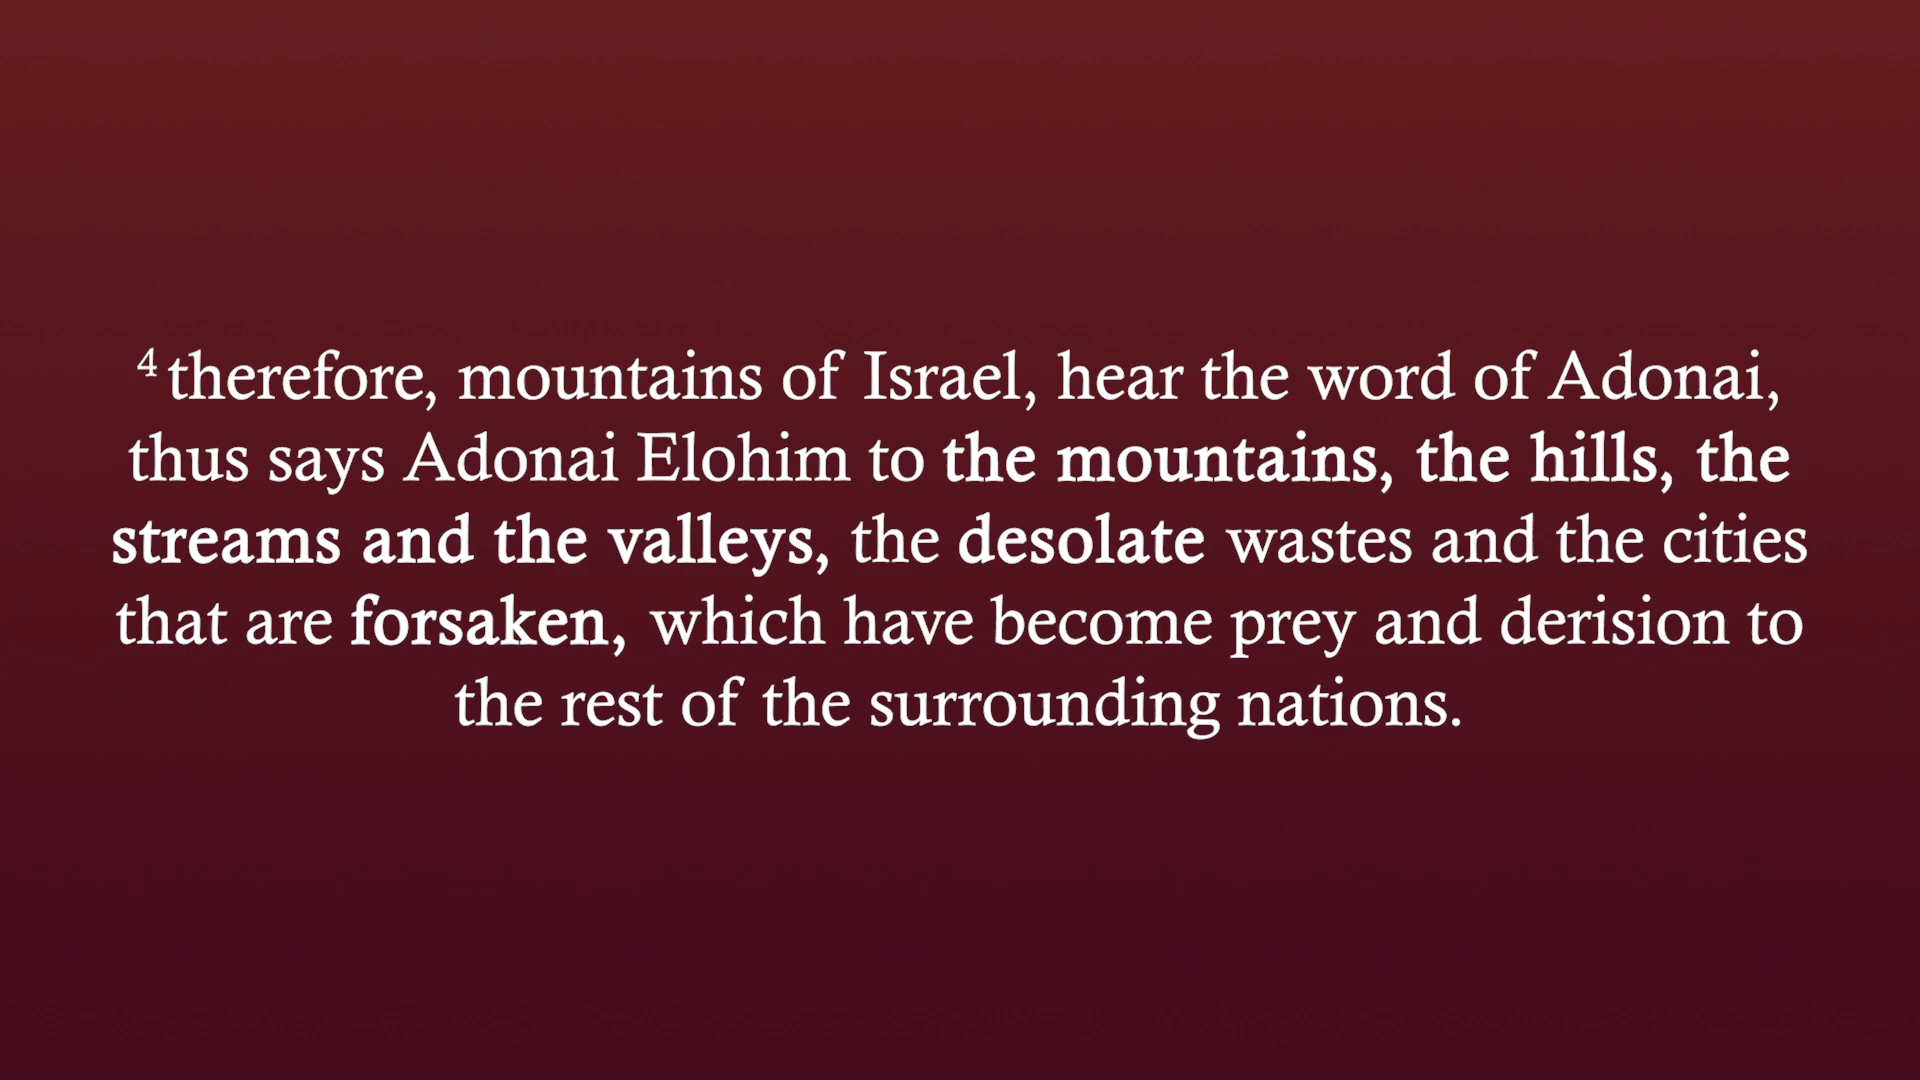 4 therefore, mountains of Israel, hear the word of Adonai,
thus says Adonai Elohim to the mountains, the hills, the
streams and the valleys, the desolate wastes and the cities
that are forsaken, which have become prey and derision to
the rest of the surrounding nations.